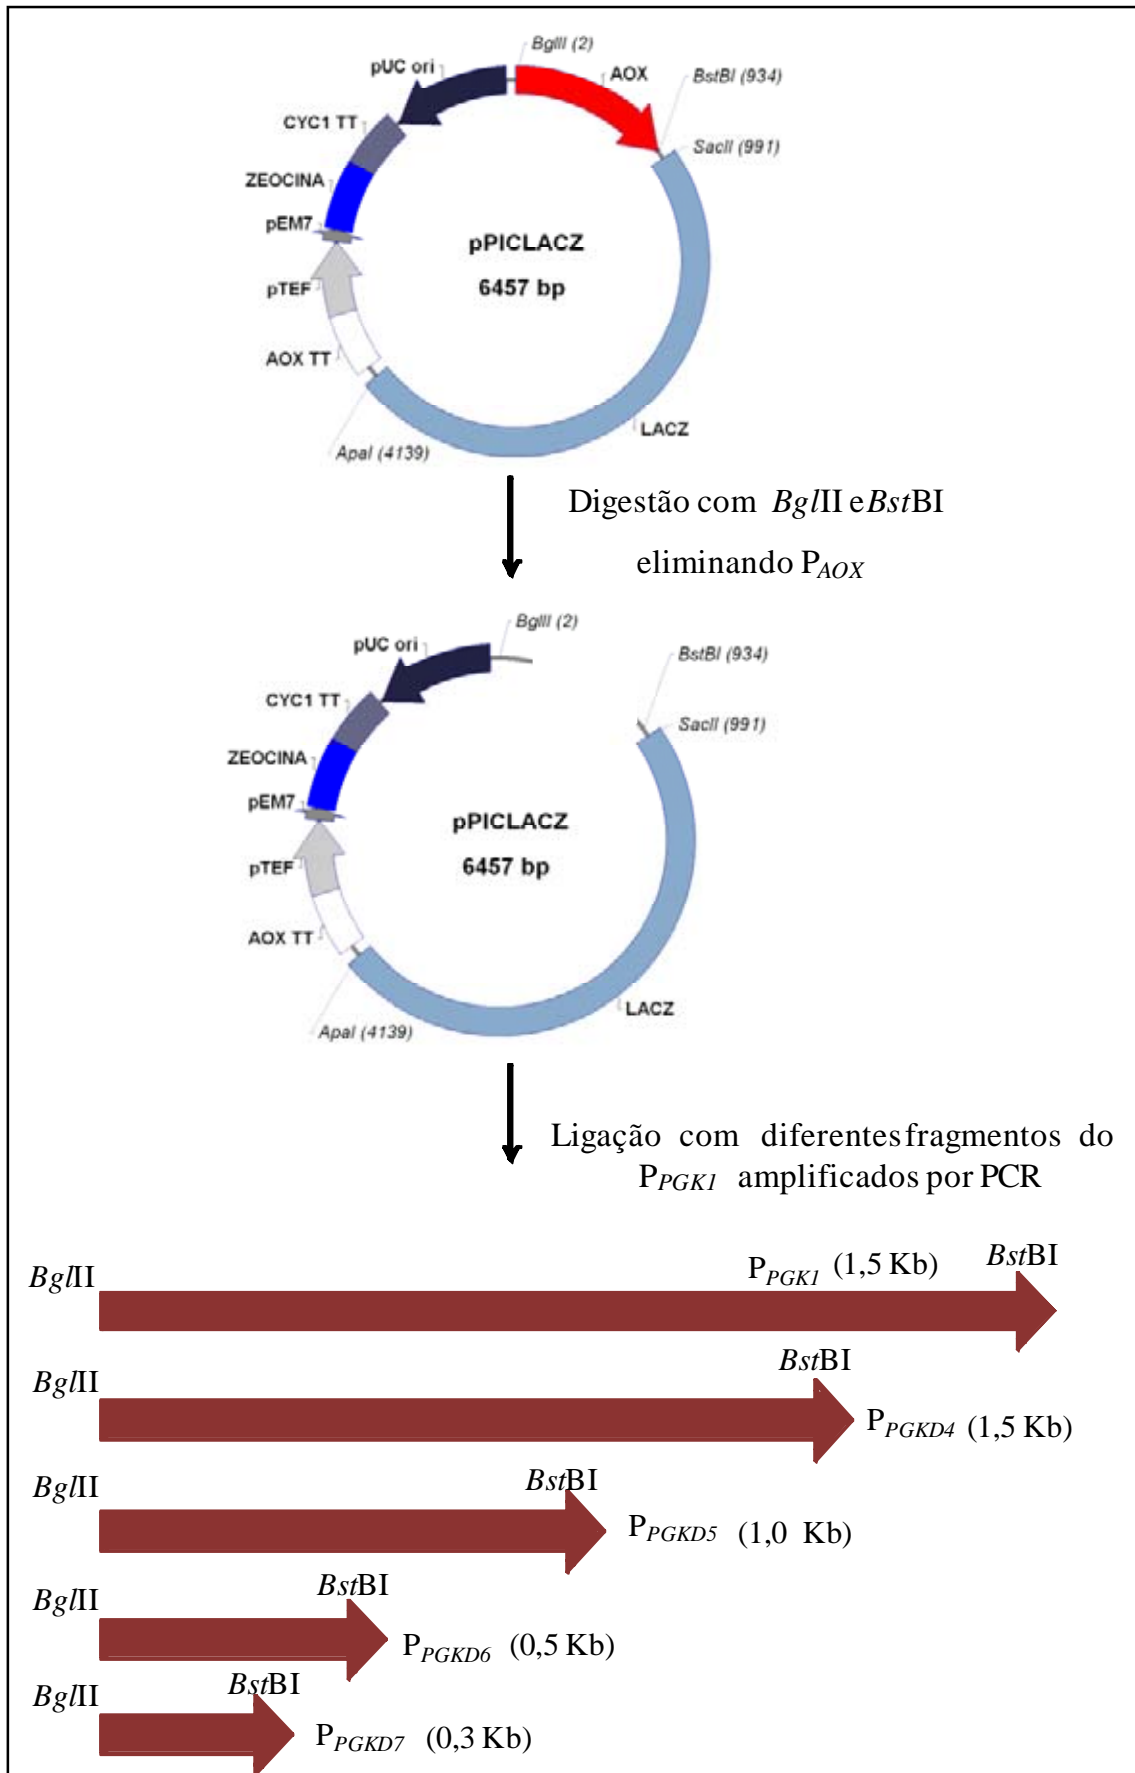 BglII (2)
pUC ori
AOX
BstBI (934)
CYC1 TT
SacII (991)
ZEOCINA
pEM7
pPICLACZ
6457 bp
pTEF
AOX TT
LACZ
ApaI (4139)
Digestão com BglII e BstBI
eliminando PAOX
BglII (2)
pUC ori
BstBI (934)
CYC1 TT
SacII (991)
ZEOCINA
pEM7
pPICLACZ
6457 bp
pTEF
AOX TT
LACZ
ApaI (4139)
Ligação com diferentes fragmentos do
PPGK1 amplificados por PCR
BglII PPGK1 (1,5 Kb) BstBI
BglII BstBI
PPGKD4 (1,5 Kb)
BglII BstBI
PPGKD5 (1,0 Kb)
BglII BstBI
PPGKD6 (0,5 Kb)
BglII BstBI
PPGKD7 (0,3 Kb)